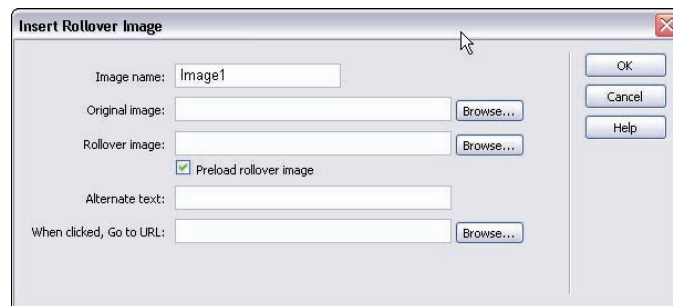 Insert Rollover Image
Image name: Image1
OK
Original image: Browse...
Cancel
Rollover image: Browse...
Help
Preload rollover image
Alternate text:
When clicked, Go to URL: Browse...